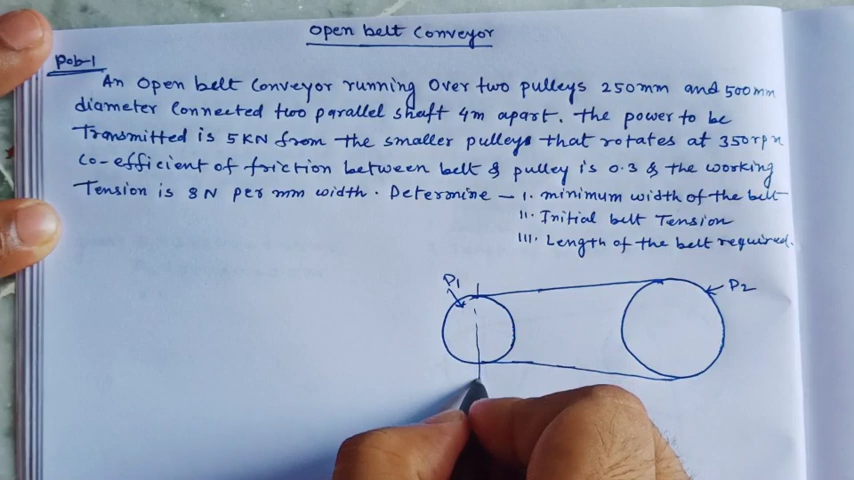 Open belt Conveyor
Pob-1
An Open belt Conveyor running Over two pulleys 250mm and 500mm
diameter Connected two parallel shaft 4m apart. The power to be
Transmitted is 5KN from the smaller pulleys that rotates at 350rpm
Co-efficient of friction between belt & pulley is 0.3 & the working
Tension is 8N per mm width. Determine - I. minimum width of the belt
II. Initial belt Tension
III. Length of the belt required.
P1
P2